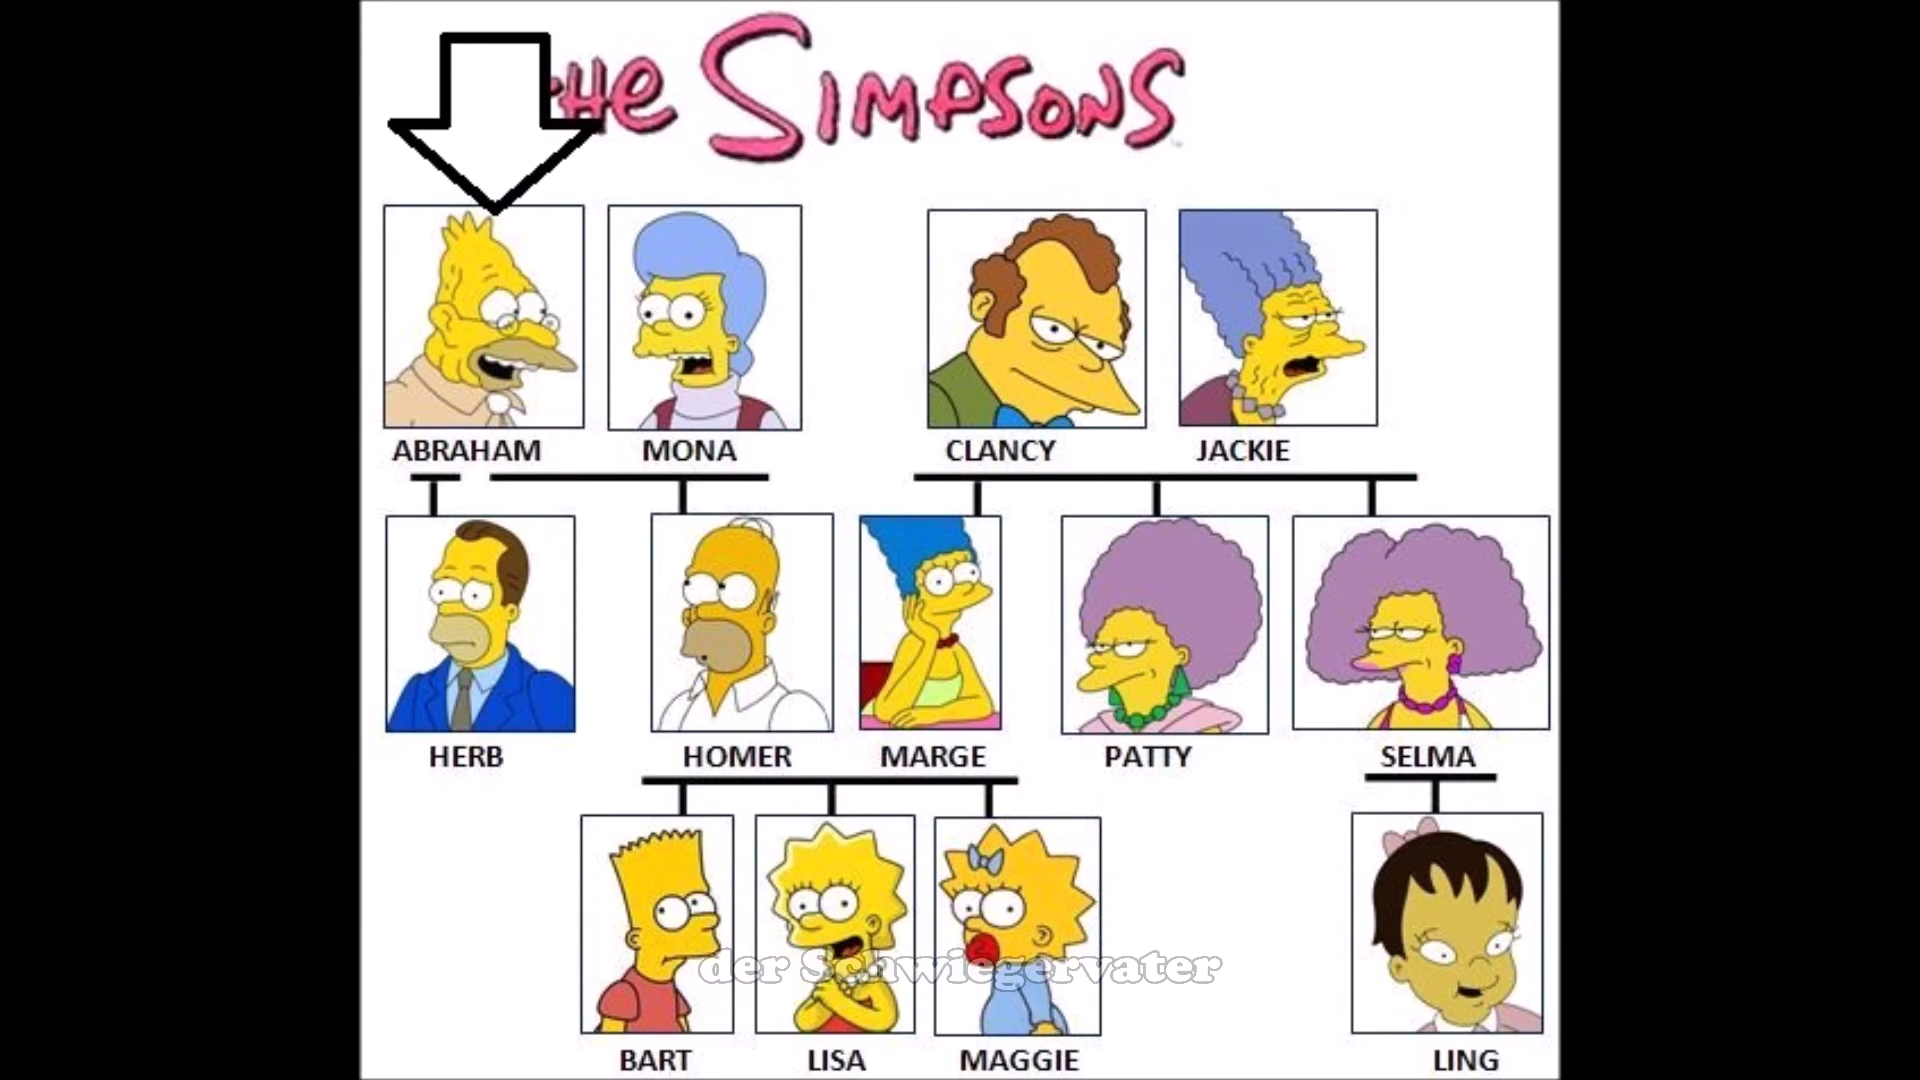 the Simpsons
ABRAHAM MONA CLANCY JACKIE
HERB HOMER MARGE PATTY SELMA
der Schwiegervater
BART LISA MAGGIE LING